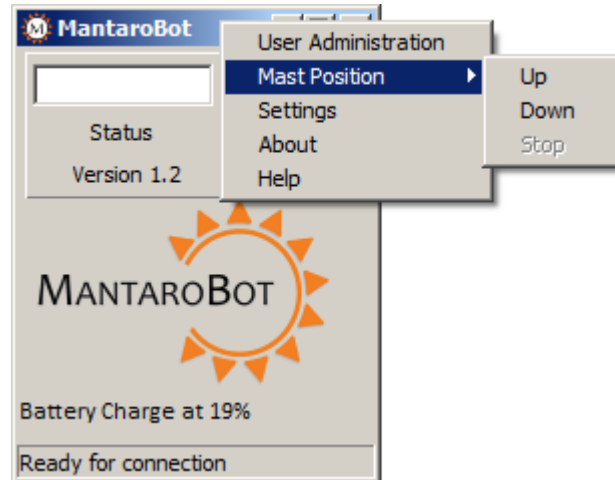 MantaroBot
User Administration
Mast Position
Settings
About
Help
Up
Down
Stop
Status
Version 1.2
MANTAROBOT
Battery Charge at 19%
Ready for connection